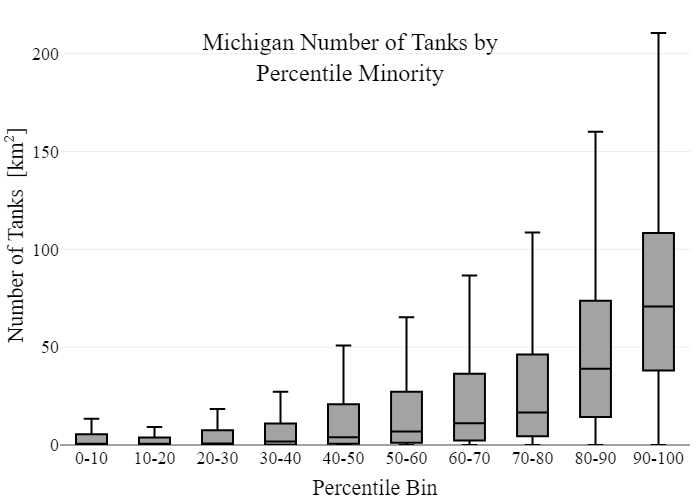 Michigan Number of Tanks by
Percentile Minority
Number of Tanks [km²]
200
150
100
50
0
0-10 10-20 20-30 30-40 40-50 50-60 60-70 70-80 80-90 90-100
Percentile Bin